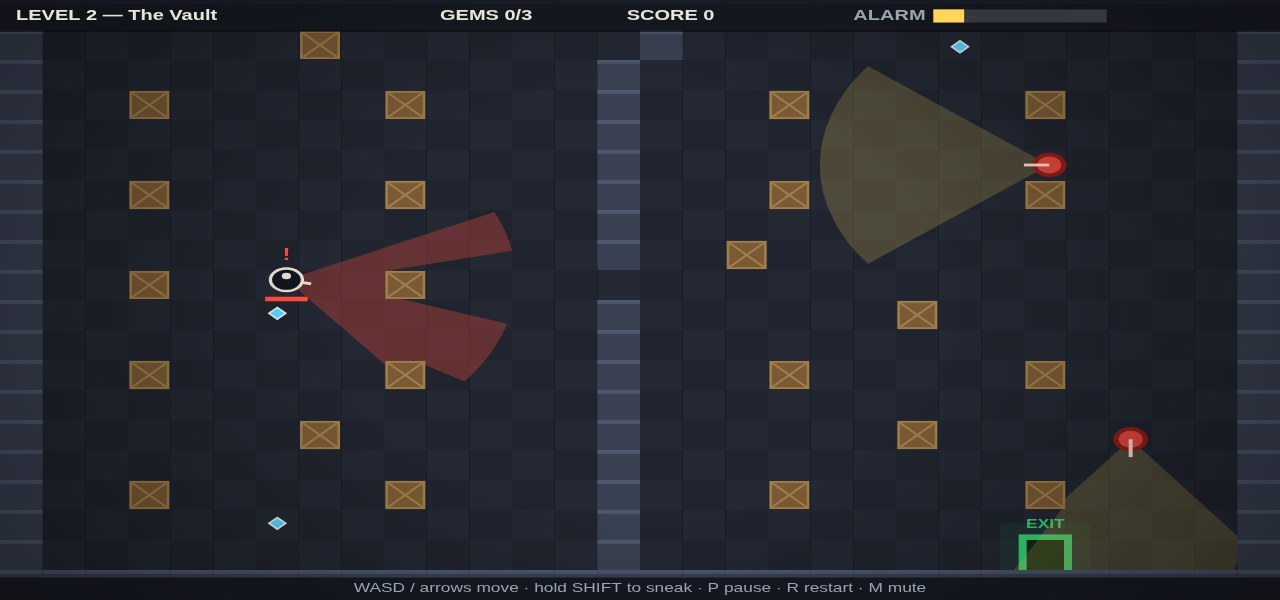 LEVEL 2 — The Vault
GEMS 0/3
SCORE 0
ALARM
!
EXIT
WASD / arrows move · hold SHIFT to sneak · P pause · R restart · M mute